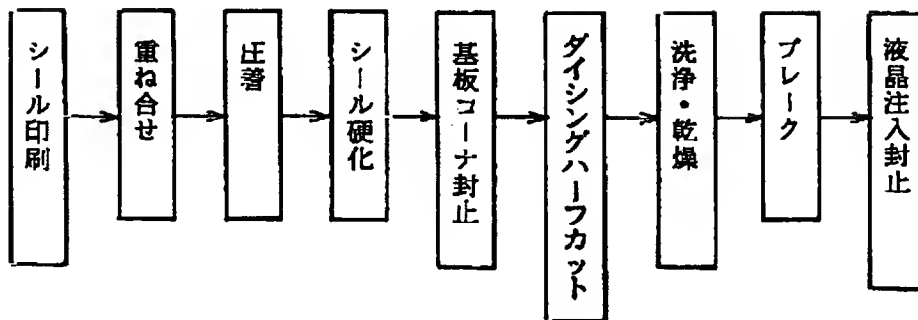 シール印刷
重ね合せ
圧着
シール硬化
基板コーナ封止
ダイシングハーフカット
洗浄・乾燥
ブレーク
液晶注入封止